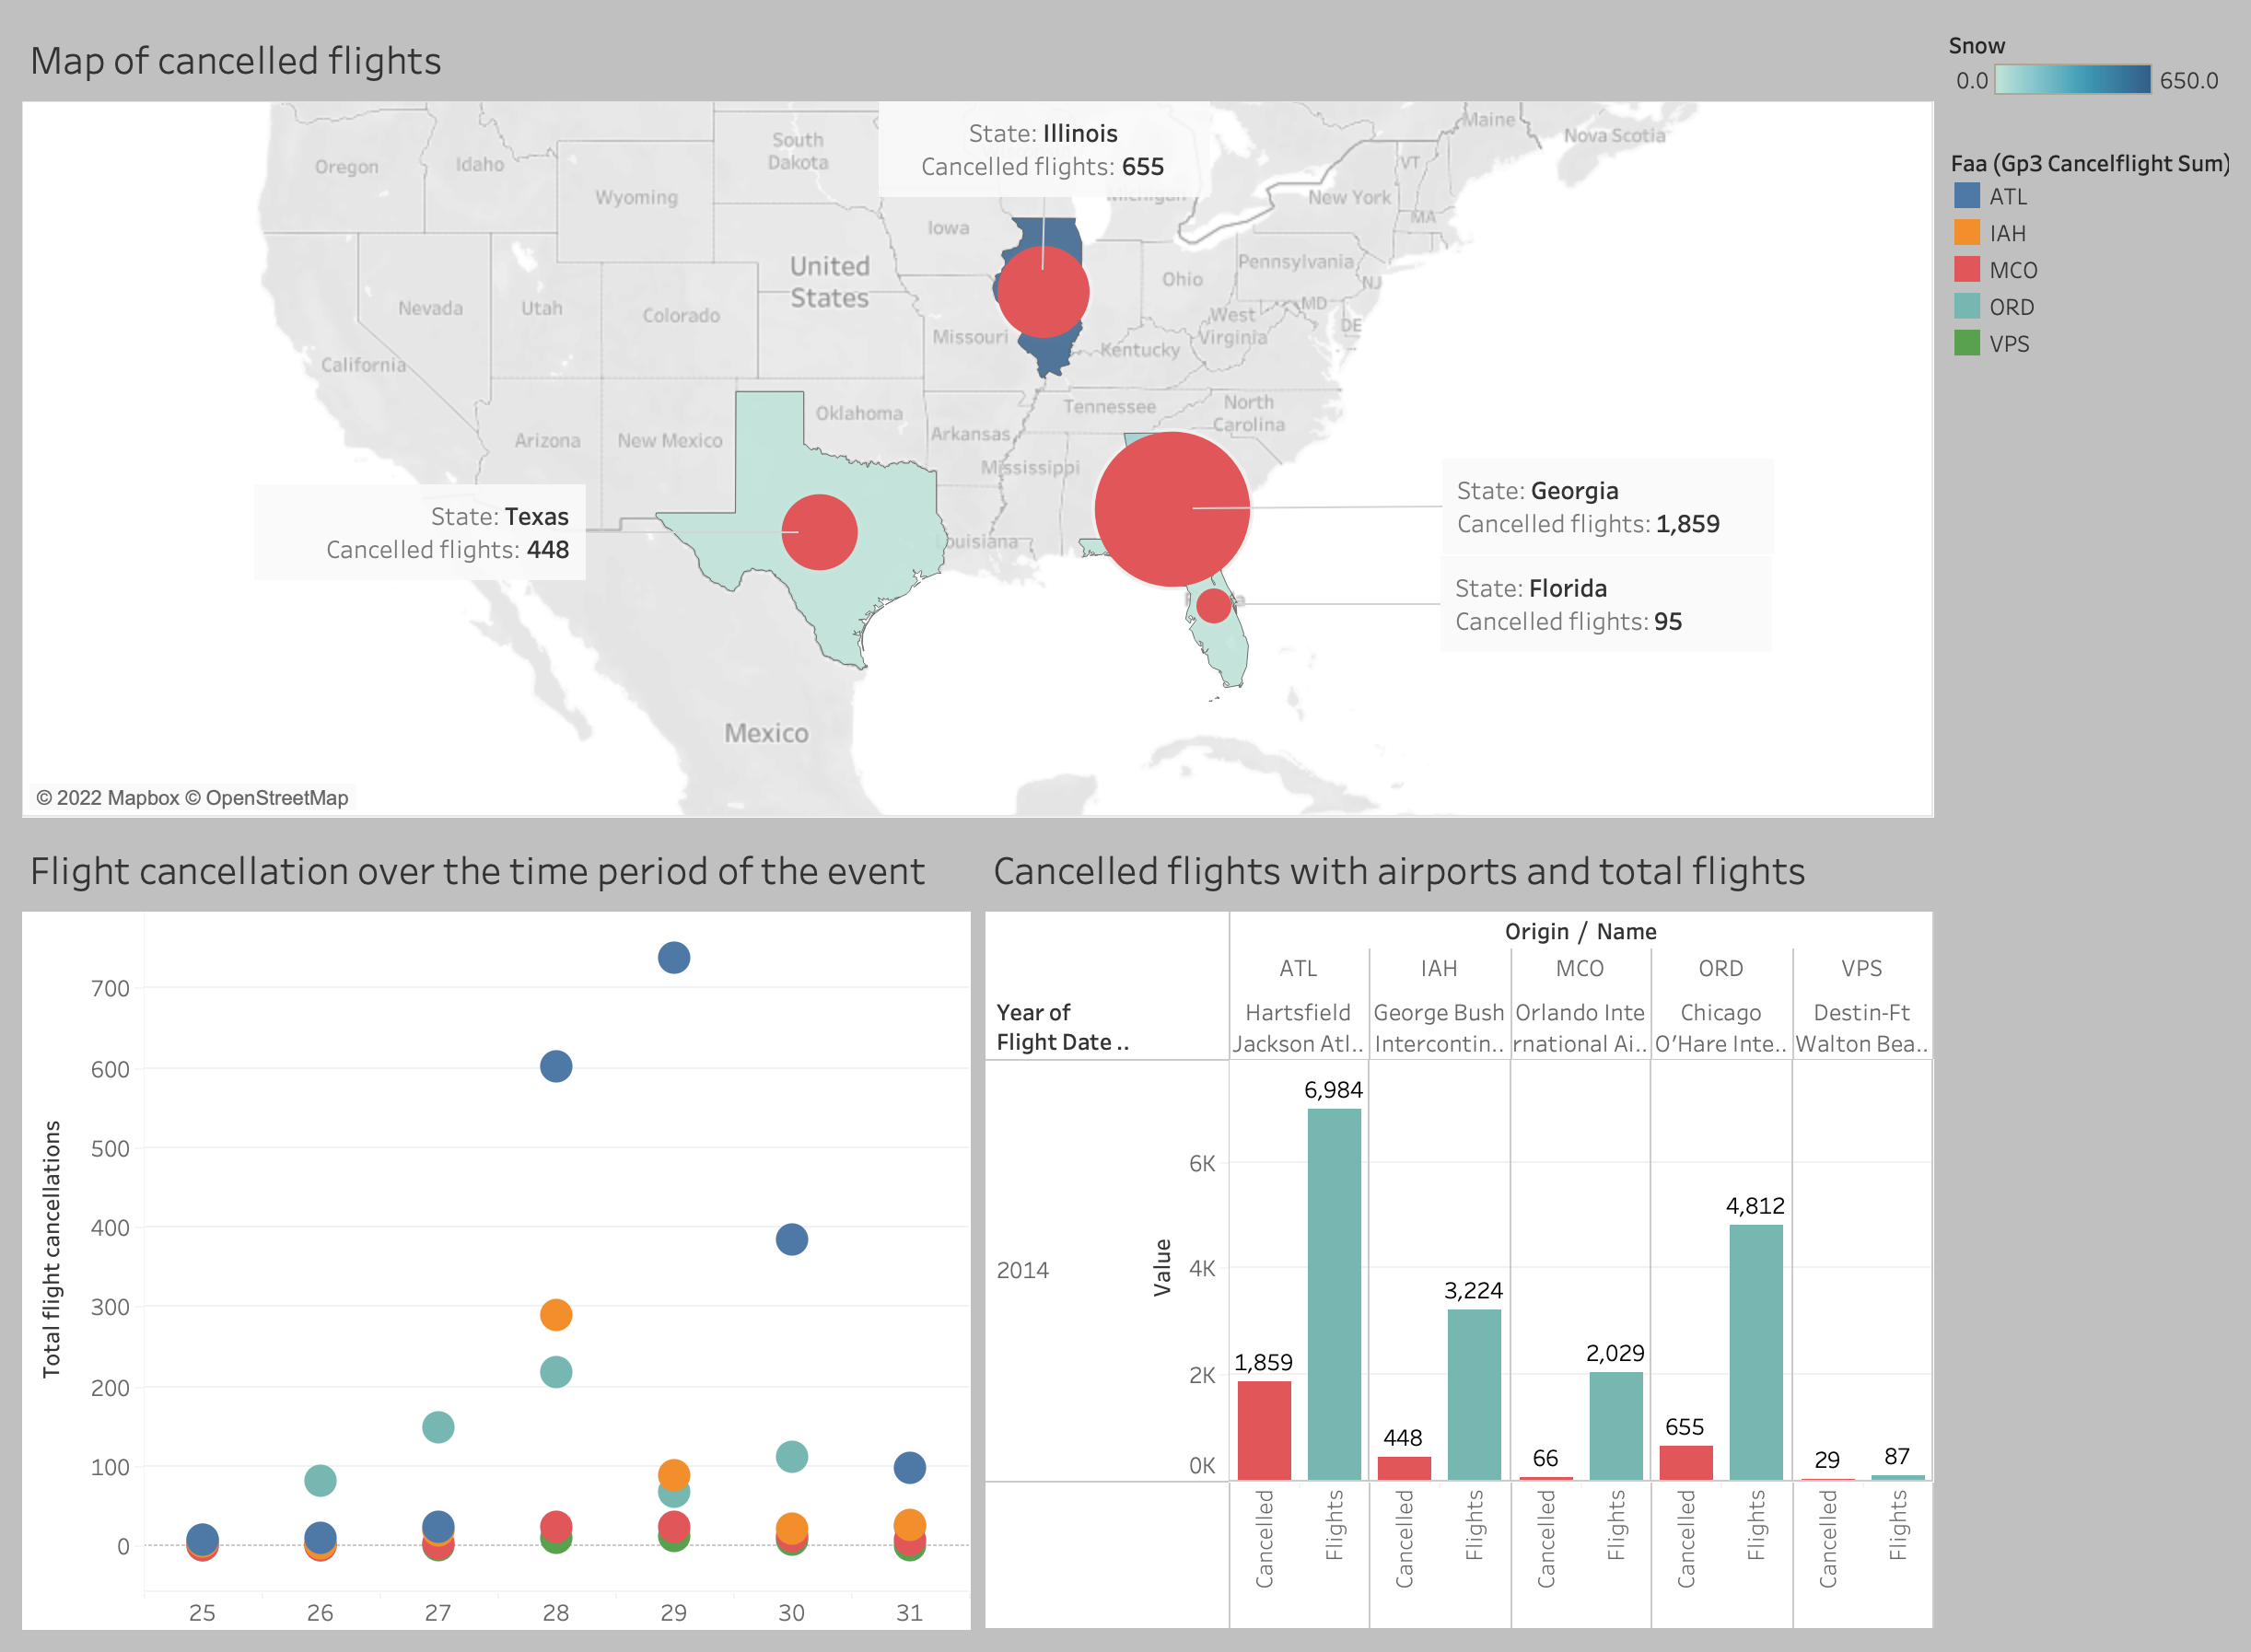 Map of cancelled flights
Snow
0.0
650.0
Faa (Gp3 Cancelflight Sum)
ATL
IAH
MCO
ORD
VPS
State: Illinois
Cancelled flights: 655
Oregon
Idaho
Wyoming
South
Dakota
Iowa
Michigan
Maine
Nova Scotia
VT
New York
MA
Nevada
Utah
Colorado
United
States
Missouri
Ohio
Pennsylvania
NJ
MD
West
Virginia
DE
Kentucky
California
Arizona
New Mexico
Oklahoma
Arkansas
Tennessee
North
Carolina
Mississippi
State: Texas
Cancelled flights: 448
State: Georgia
Cancelled flights: 1,859
State: Florida
Cancelled flights: 95
Mexico
© 2022 Mapbox © OpenStreetMap
Flight cancellation over the time period of the event
Total flight cancellations
700
600
500
400
300
200
100
0
25 26 27 28 29 30 31
Cancelled flights with airports and total flights
Origin / Name
ATL IAH MCO ORD VPS
Year of
Flight Date ..
Hartsfield
Jackson Atl..
George Bush
Intercontin..
Orlando Inte
rnational Ai..
Chicago
O'Hare Inte..
Destin-Ft
Walton Bea..
2014
Value
6K
4K
2K
0K
1,859
6,984
448
3,224
66
2,029
655
4,812
29
87
Cancelled
Flights
Cancelled
Flights
Cancelled
Flights
Cancelled
Flights
Cancelled
Flights